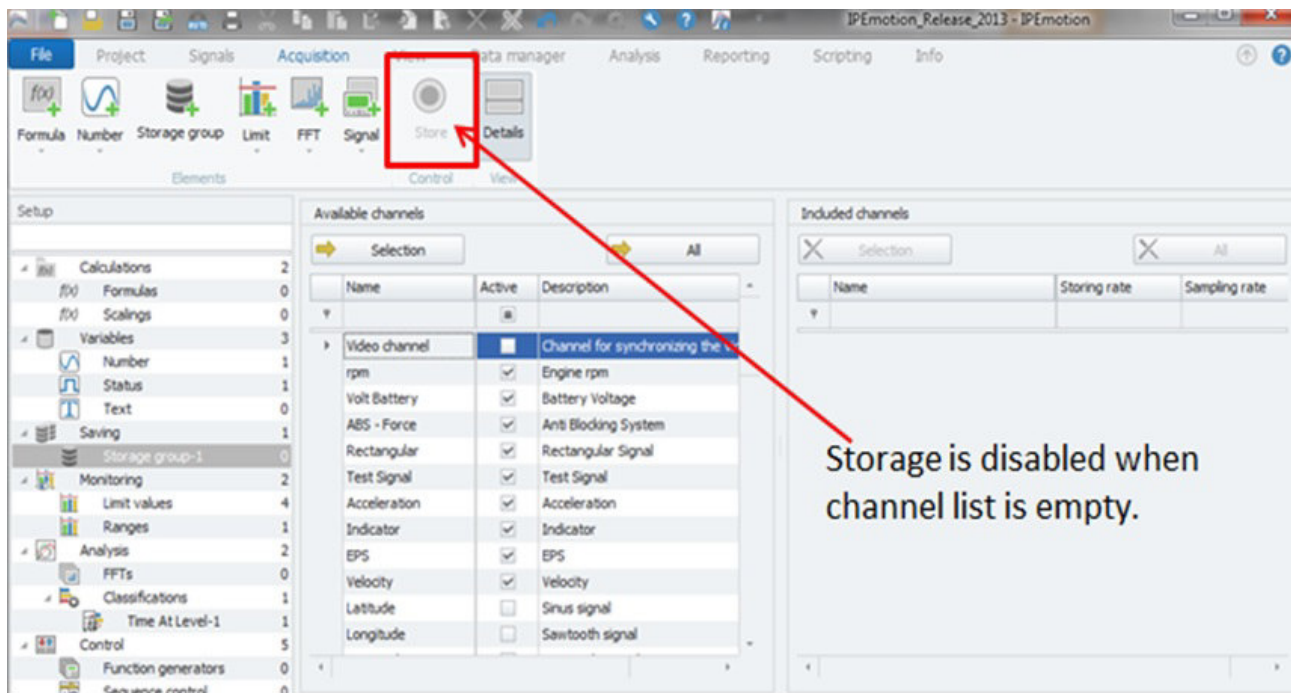 IPEmotion_Release_2013 - IPEmotion
File Project Signals Acquisition View Data manager Analysis Reporting Scripting Info
f(x)
Formula Number Storage group Limit FFT Signal Store Details
Elements Control View
Setup
Calculations 2
f(x) Formulas 0
f(x) Scalings 0
Variables 3
Number 1
Status 1
Text 0
Saving 1
Storage group-1 0
Monitoring 2
Limit values 4
Ranges 1
Analysis 2
FFTs 0
Classifications 1
Time At Level-1 1
Control 5
Function generators 0
Sequence control 0
Available channels
Selection All
Name Active Description
Video channel Channel for synchronizing the
rpm Engine rpm
Volt Battery Battery Voltage
ABS - Force Anti Blocking System
Rectangular Rectangular Signal
Test Signal Test Signal
Acceleration Acceleration
Indicator Indicator
EPS EPS
Velocity Velocity
Latitude Sinus signal
Longitude Sawtooth signal
Included channels
Selection All
Name Storing rate Sampling rate
Storage is disabled when
channel list is empty.